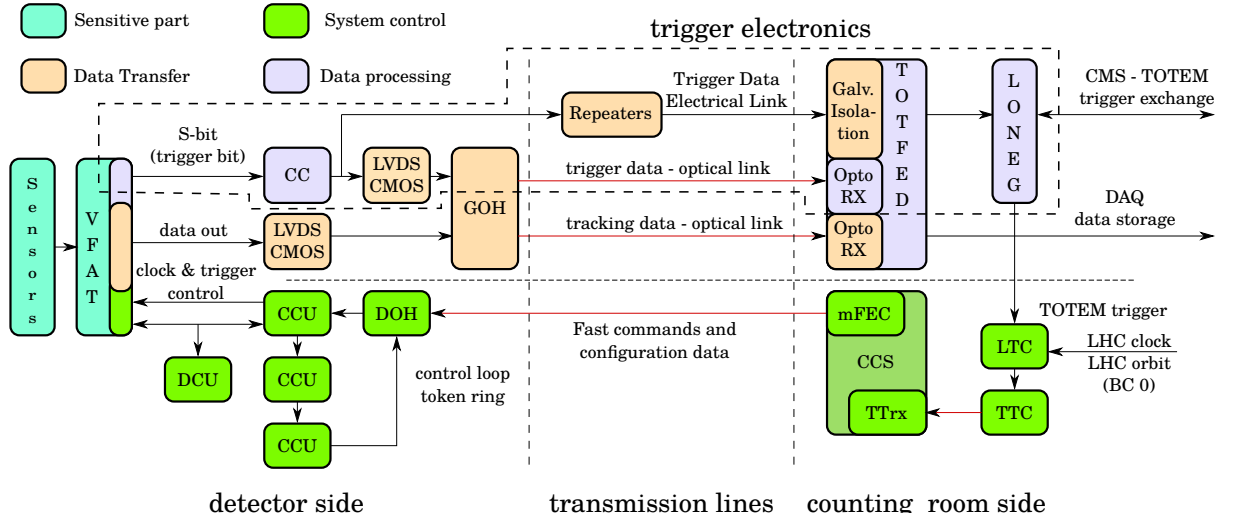 Sensitive part
System control
Data Transfer
Data processing
trigger electronics
Sensors
VFAT
S-bit
(trigger bit)
CC
LVDS
CMOS
GOH
data out
LVDS
CMOS
clock & trigger
control
CCU
DOH
DCU
CCU
CCU
control loop
token ring
Repeaters
Trigger Data
Electrical Link
trigger data - optical link
tracking data - optical link
Fast commands and
configuration data
Galv.
Isola-
tion
TOTFED
Opto
RX
Opto
RX
LONEG
CMS - TOTEM
trigger exchange
DAQ
data storage
mFEC
CCS
TTrx
TOTEM trigger
LTC
LHC clock
LHC orbit
(BC 0)
TTC
detector side
transmission lines
counting room side